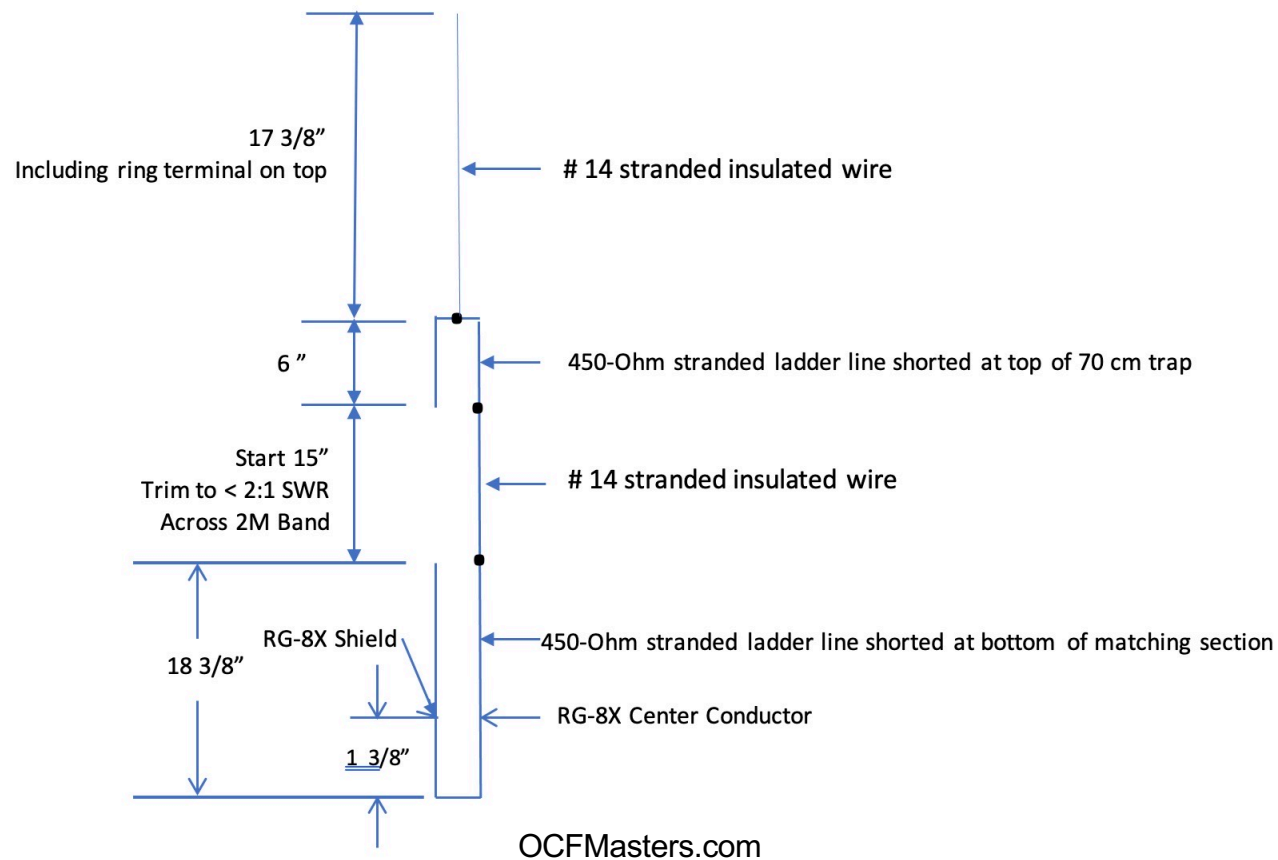 17 3/8”
Including ring terminal on top
# 14 stranded insulated wire
6 ”
450-Ohm stranded ladder line shorted at top of 70 cm trap
Start 15”
Trim to < 2:1 SWR
Across 2M Band
# 14 stranded insulated wire
RG-8X Shield
450-Ohm stranded ladder line shorted at bottom of matching section
18 3/8”
RG-8X Center Conductor
1 3/8”
OCFMasters.com